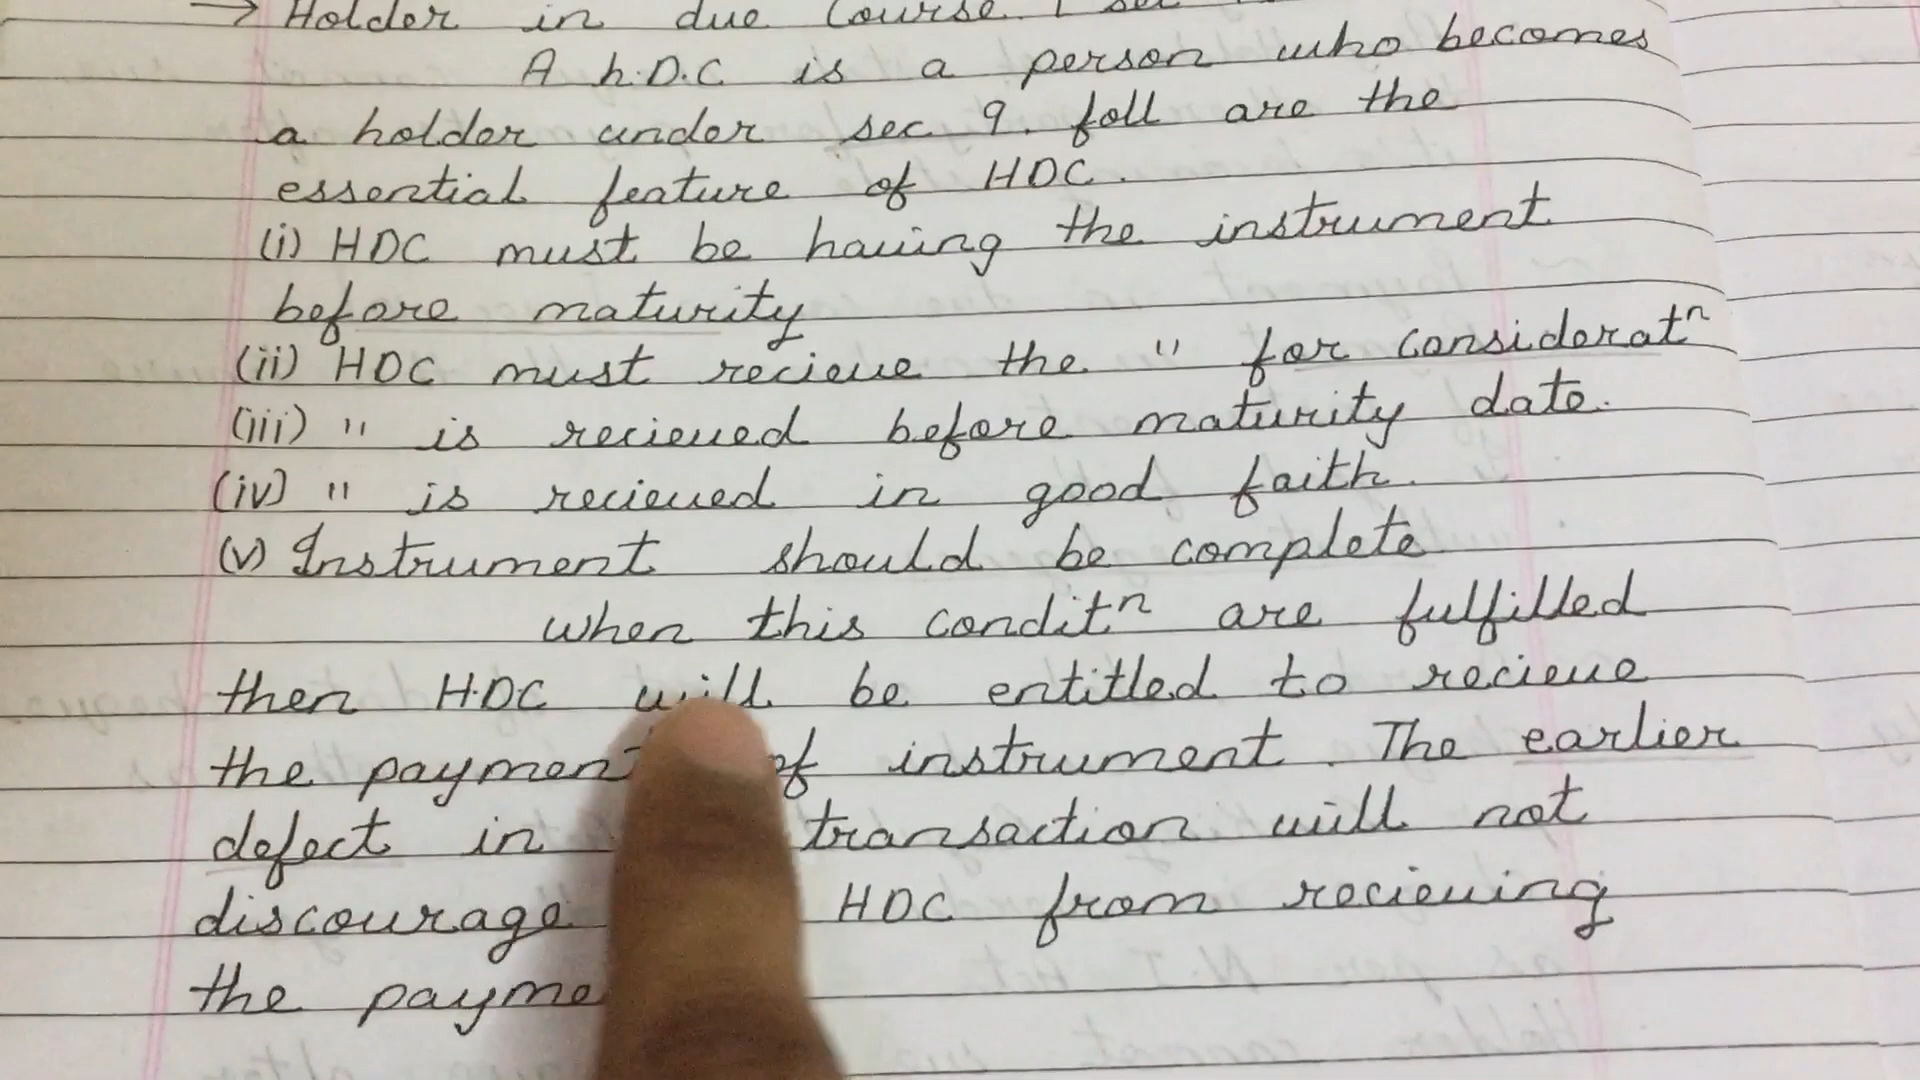 → Holder in due course
A h.D.C is a person who becomes
a holder under sec 9. foll are the
essential feature of HDC.
(i) HDC must be having the instrument
before maturity
(ii) HDC must recieve the " for consideratn
(iii) " is recieved before maturity date.
(iv) " is recieved in good faith.
(v) Instrument should be complete
when this conditn are fulfilled
then H.DC will be entitled to recieve
the payment of instrument. The earlier
defect in transaction will not
discourage HDC from recieving
the payme